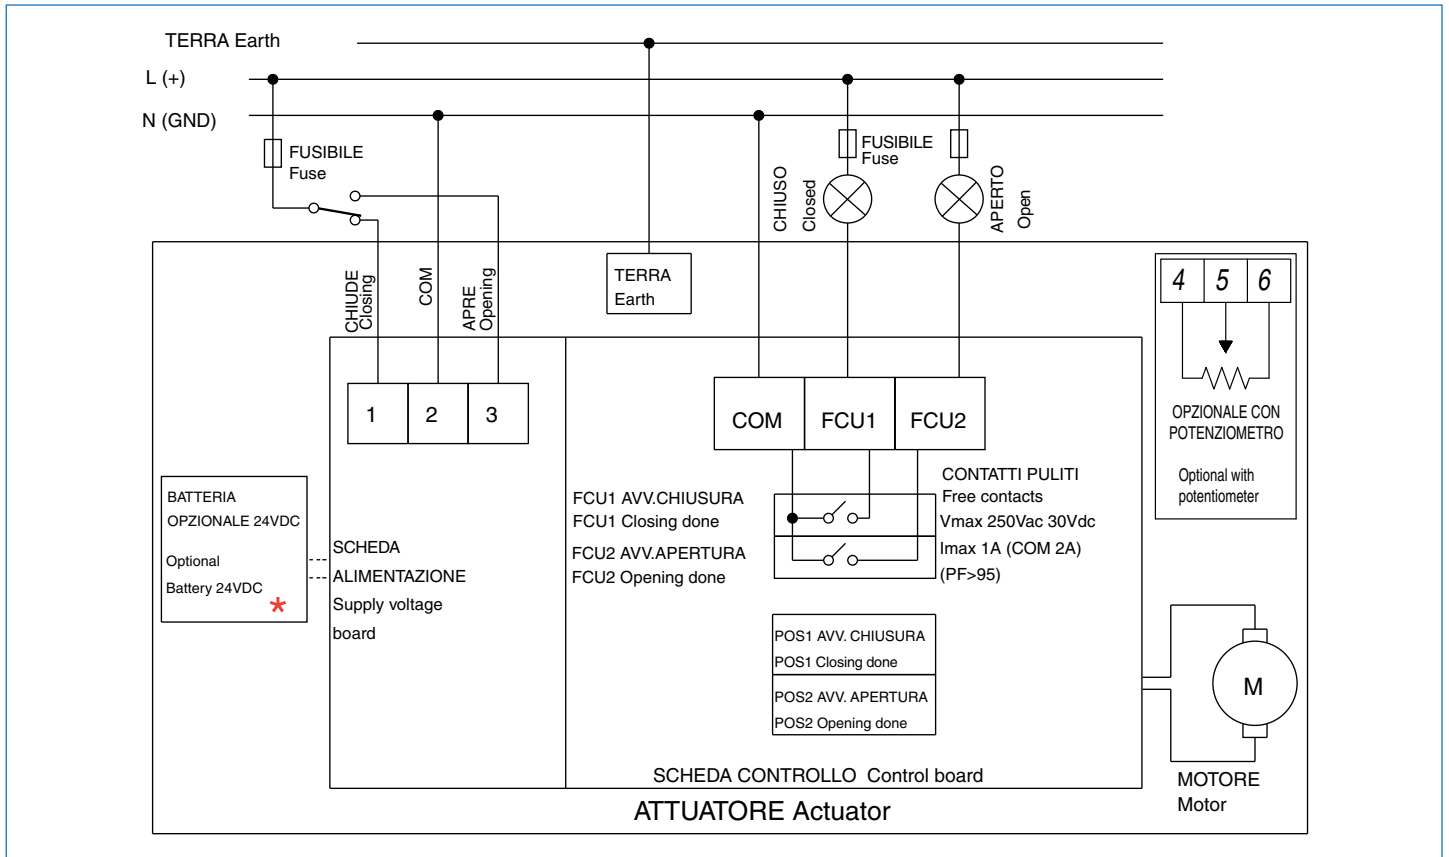 TERRA Earth
L (+)
N (GND)
FUSIBILE
Fuse
FUSIBILE
Fuse
CHIUSO
Closed
APERTO
Open
CHIUDE
Closing
COM
APRE
Opening
TERRA
Earth
4 5 6
1 2 3
COM FCU1 FCU2
OPZIONALE CON
POTENZIOMETRO
Optional with
potentiometer
BATTERIA
OPZIONALE 24VDC
Optional
Battery 24VDC
*
SCHEDA
ALIMENTAZIONE
Supply voltage
board
FCU1 AVV.CHIUSURA
FCU1 Closing done
FCU2 AVV.APERTURA
FCU2 Opening done
CONTATTI PULITI
Free contacts
Vmax 250Vac 30Vdc
Imax 1A (COM 2A)
(PF>95)
POS1 AVV. CHIUSURA
POS1 Closing done
POS2 AVV. APERTURA
POS2 Opening done
M
MOTORE
Motor
SCHEDA CONTROLLO Control board
ATTUATORE Actuator